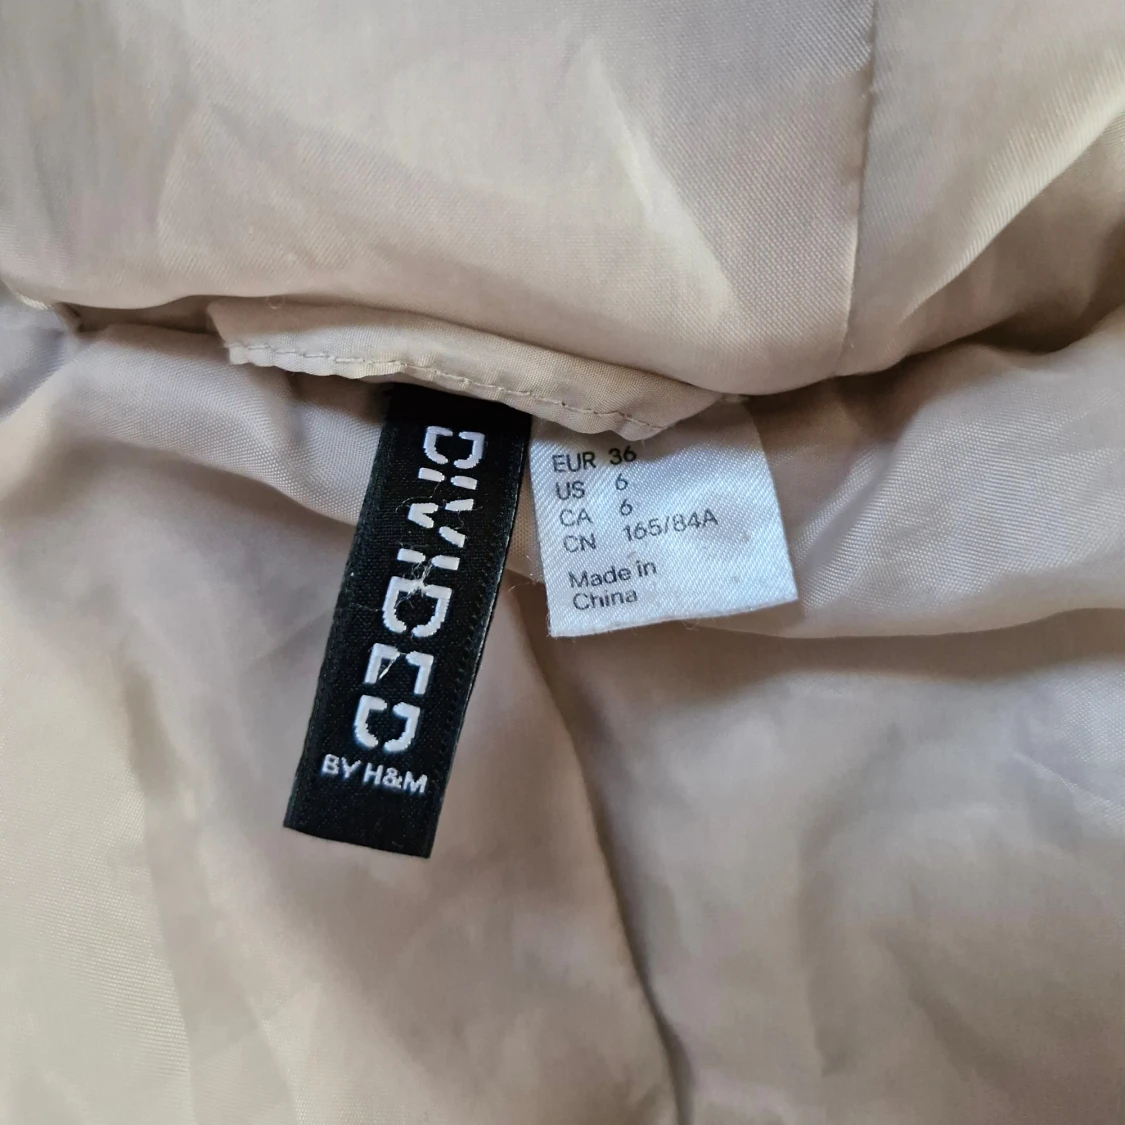 DIVIDED
BY H&M
EUR 36
US 6
CA 6
CN 165/84A
Made in
China